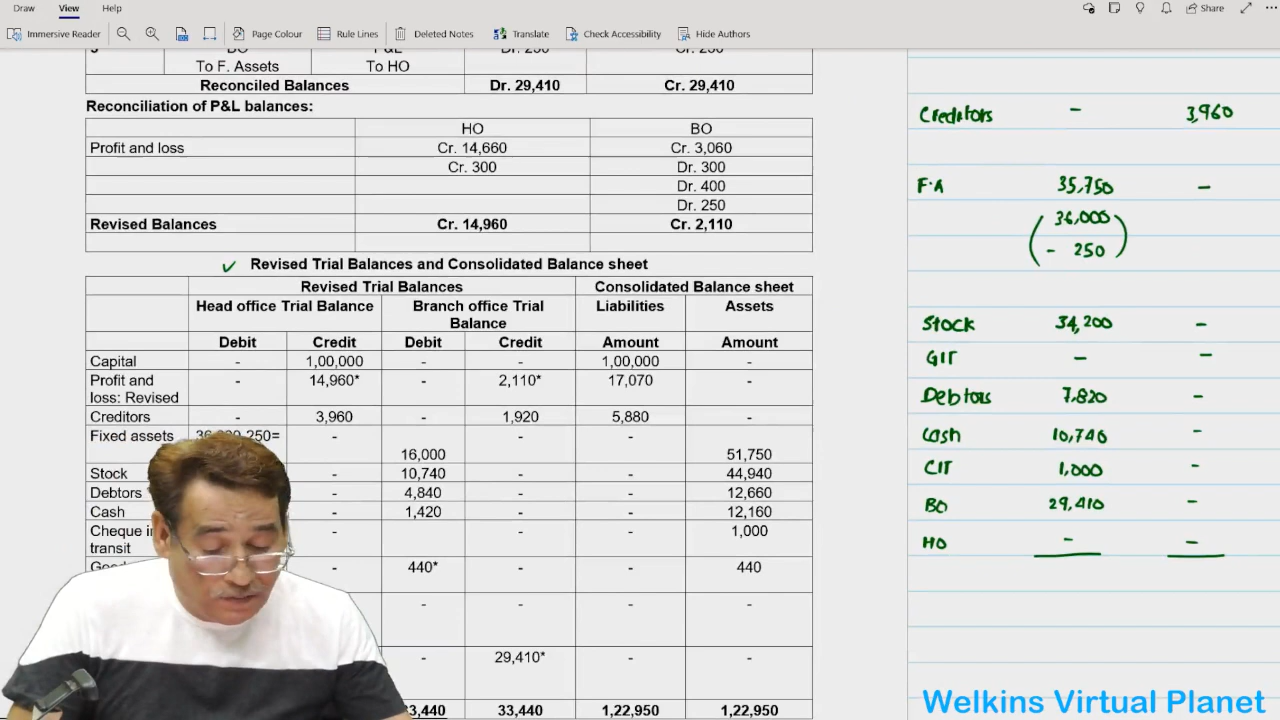 Draw View Help
Immersive Reader Page Colour Rule Lines Deleted Notes Translate Check Accessibility Hide Authors Share
Dr. 250 Cr. 250
To F. Assets To HO
Reconciled Balances Dr. 29,410 Cr. 29,410
Reconciliation of P&L balances:
HO BO
Profit and loss Cr. 14,660 Cr. 3,060
Cr. 300 Dr. 300
Dr. 400
Dr. 250
Revised Balances Cr. 14,960 Cr. 2,110
✓ Revised Trial Balances and Consolidated Balance sheet
Revised Trial Balances Consolidated Balance sheet
Head office Trial Balance Branch office Trial Liabilities Assets
Balance
Debit Credit Debit Credit Amount Amount
Capital - 1,00,000 - - 1,00,000 -
Profit and - 14,960* - 2,110* 17,070 -
loss: Revised
Creditors - 3,960 - 1,920 5,880 -
Fixed assets - - -
16,000 51,750
Stock - 10,740 - - 44,940
Debtors - 4,840 - - 12,660
Cash - 1,420 - - 12,160
Cheque - - - - 1,000
transit
- 440* - - 440
- - - -
- 29,410* - -
33,440 1,22,950 1,22,950
Creditors - 3,960
F.A 35,750 -
(36,000
- 250)
Stock 34,200 -
GIT - -
Debtors 7,820 -
Cash 10,740 -
CIT 1,000 -
BO 29,410 -
HO - -
Welkins Virtual Planet